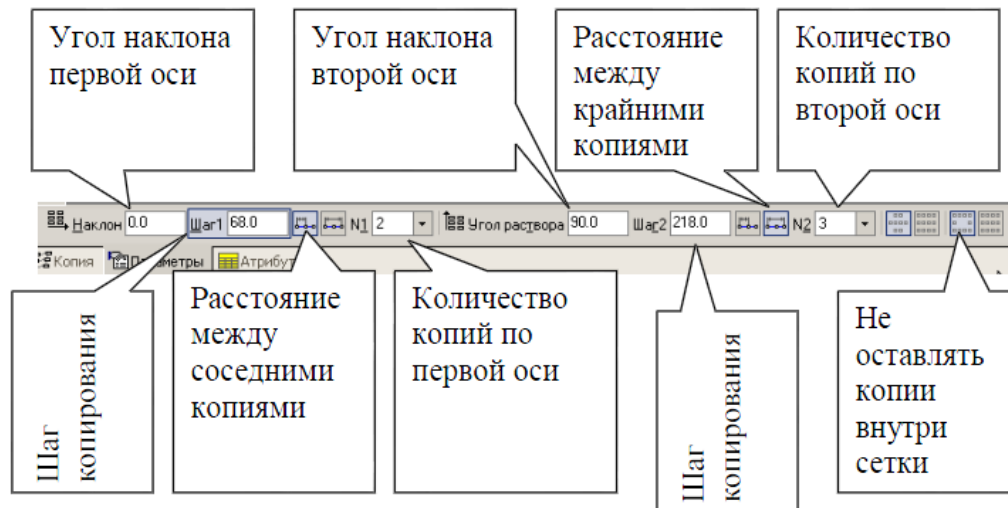 Угол наклона
первой оси
Угол наклона
второй оси
Расстояние
между
крайними
копиями
Количество
копий по
второй оси
Наклон 0.0 Шаг1 68.0 N1 2 Угол раствора 90.0 Шаг2 218.0 N2 3
Копия Параметры Атрибут
Шаг
копирования
Расстояние
между
соседними
копиями
Количество
копий по
первой оси
Шаг
копирования
Не
оставлять
копии
внутри
сетки